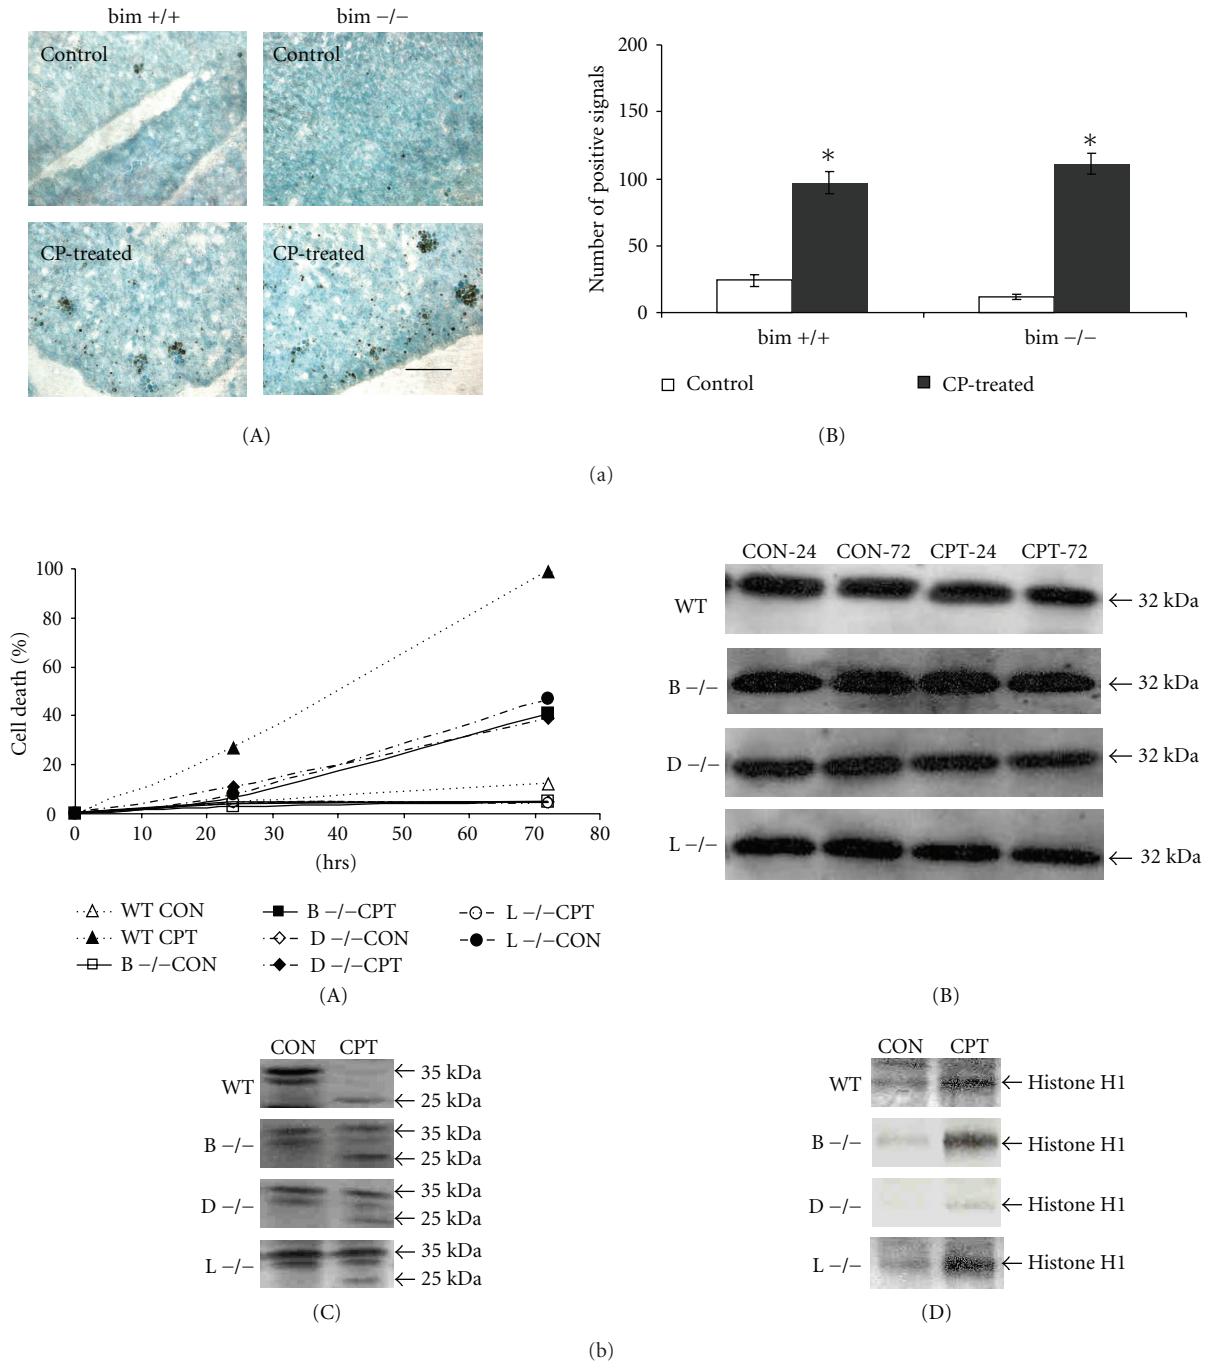 bim +/+
bim −/−
Control
Control
CP-treated
CP-treated
(A)
Number of positive signals
200
150
100
50
0
*
*
bim +/+
bim −/−
Control
CP-treated
(B)
(a)
Cell death (%)
100
80
60
40
20
0
0
10
20
30
40
50
60
70
80
(hrs)
WT CON
WT CPT
B −/−CON
B −/−CPT
D −/−CON
D −/−CPT
L −/−CPT
L −/−CON
(A)
CON-24
CON-72
CPT-24
CPT-72
WT
← 32 kDa
B −/−
← 32 kDa
D −/−
← 32 kDa
L −/−
← 32 kDa
(B)
CON
CPT
WT
← 35 kDa
← 25 kDa
B −/−
← 35 kDa
← 25 kDa
D −/−
← 35 kDa
← 25 kDa
L −/−
← 35 kDa
← 25 kDa
(C)
CON
CPT
WT
← Histone H1
B −/−
← Histone H1
D −/−
← Histone H1
L −/−
← Histone H1
(D)
(b)